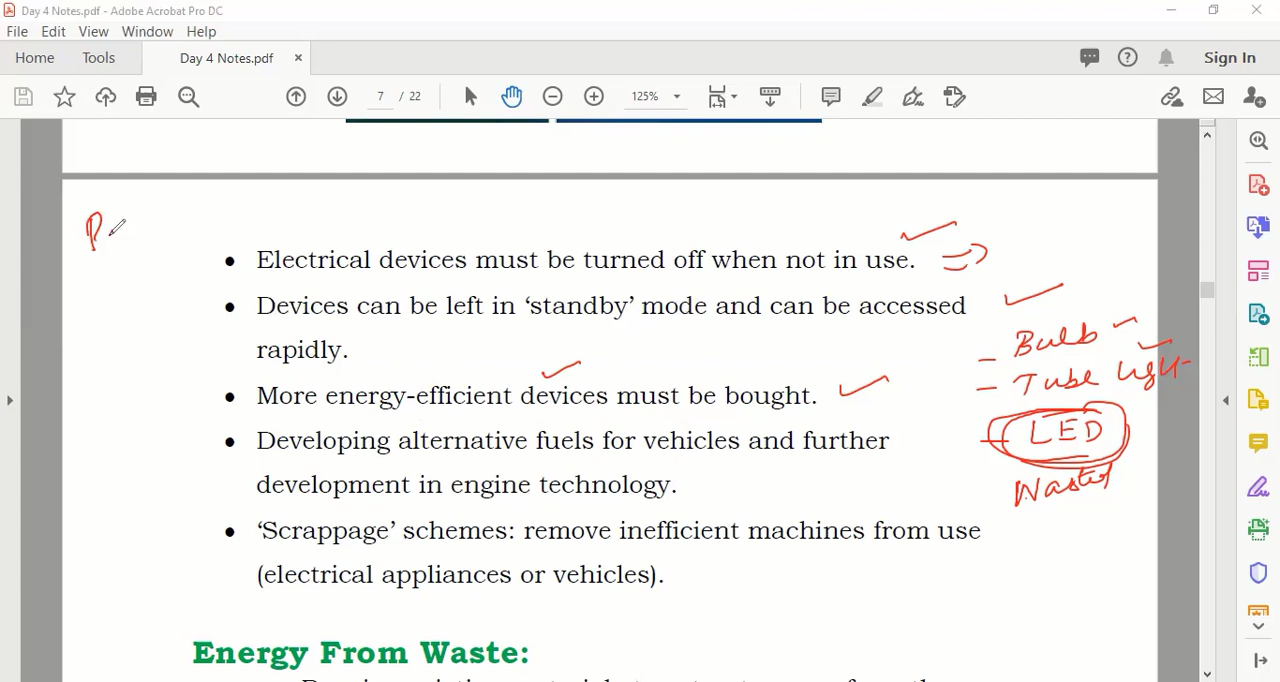 Day 4 Notes.pdf - Adobe Acrobat Pro DC
File Edit View Window Help
Home Tools Day 4 Notes.pdf × Sign In
7 / 22 125%
P
Electrical devices must be turned off when not in use.
Devices can be left in ‘standby’ mode and can be accessed
rapidly.
- Bulb
- Tube light
More energy-efficient devices must be bought.
- LED
Developing alternative fuels for vehicles and further
development in engine technology.
‘Scrappage’ schemes: remove inefficient machines from use
(electrical appliances or vehicles).
Energy From Waste: